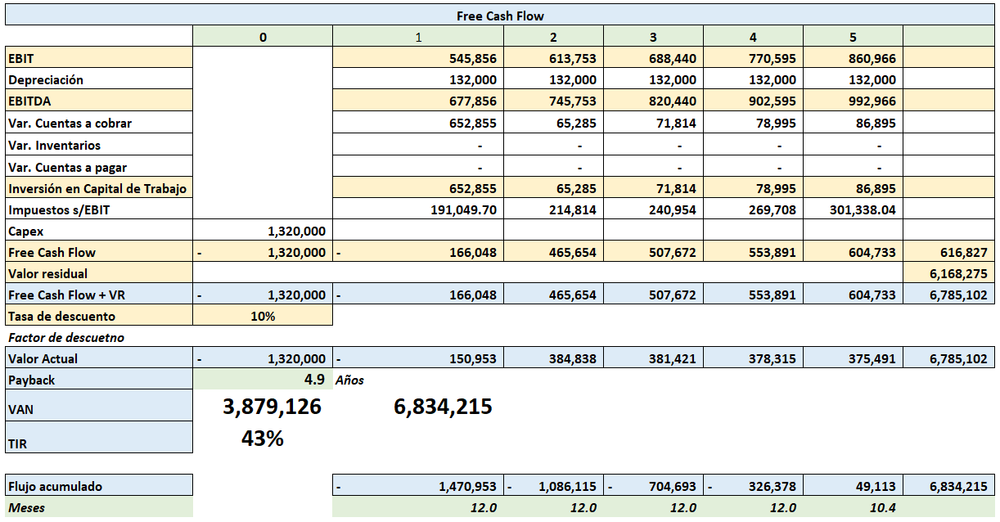 Free Cash Flow
0 1 2 3 4 5
EBIT 545,856 613,753 688,440 770,595 860,966
Depreciación 132,000 132,000 132,000 132,000 132,000
EBITDA 677,856 745,753 820,440 902,595 992,966
Var. Cuentas a cobrar 652,855 65,285 71,814 78,995 86,895
Var. Inventarios - - - - -
Var. Cuentas a pagar - - - - -
Inversión en Capital de Trabajo 652,855 65,285 71,814 78,995 86,895
Impuestos s/EBIT 191,049.70 214,814 240,954 269,708 301,338.04
Capex 1,320,000
Free Cash Flow - 1,320,000 - 166,048 465,654 507,672 553,891 604,733 616,827
Valor residual 6,168,275
Free Cash Flow + VR - 1,320,000 - 166,048 465,654 507,672 553,891 604,733 6,785,102
Tasa de descuento 10%
Factor de descuetno
Valor Actual - 1,320,000 - 150,953 384,838 381,421 378,315 375,491 6,785,102
Payback 4.9 Años
VAN 3,879,126 6,834,215
TIR 43%
Flujo acumulado - 1,470,953 - 1,086,115 - 704,693 - 326,378 49,113 6,834,215
Meses 12.0 12.0 12.0 12.0 10.4